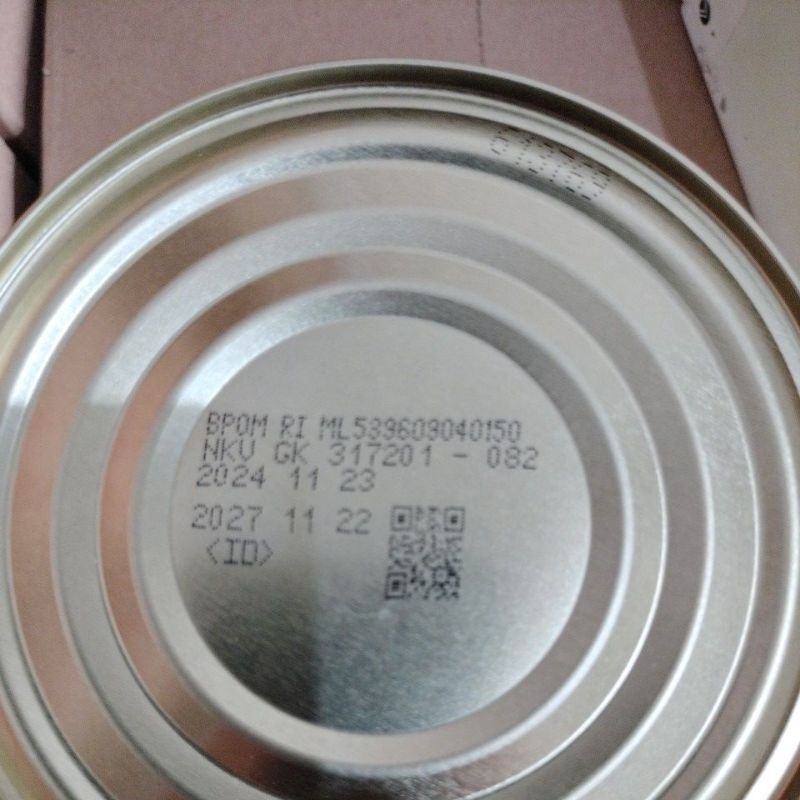 BPOM RI ML539609040150
NKV GK 317201 - 082
2024 11 23
2027 11 22
<ID>